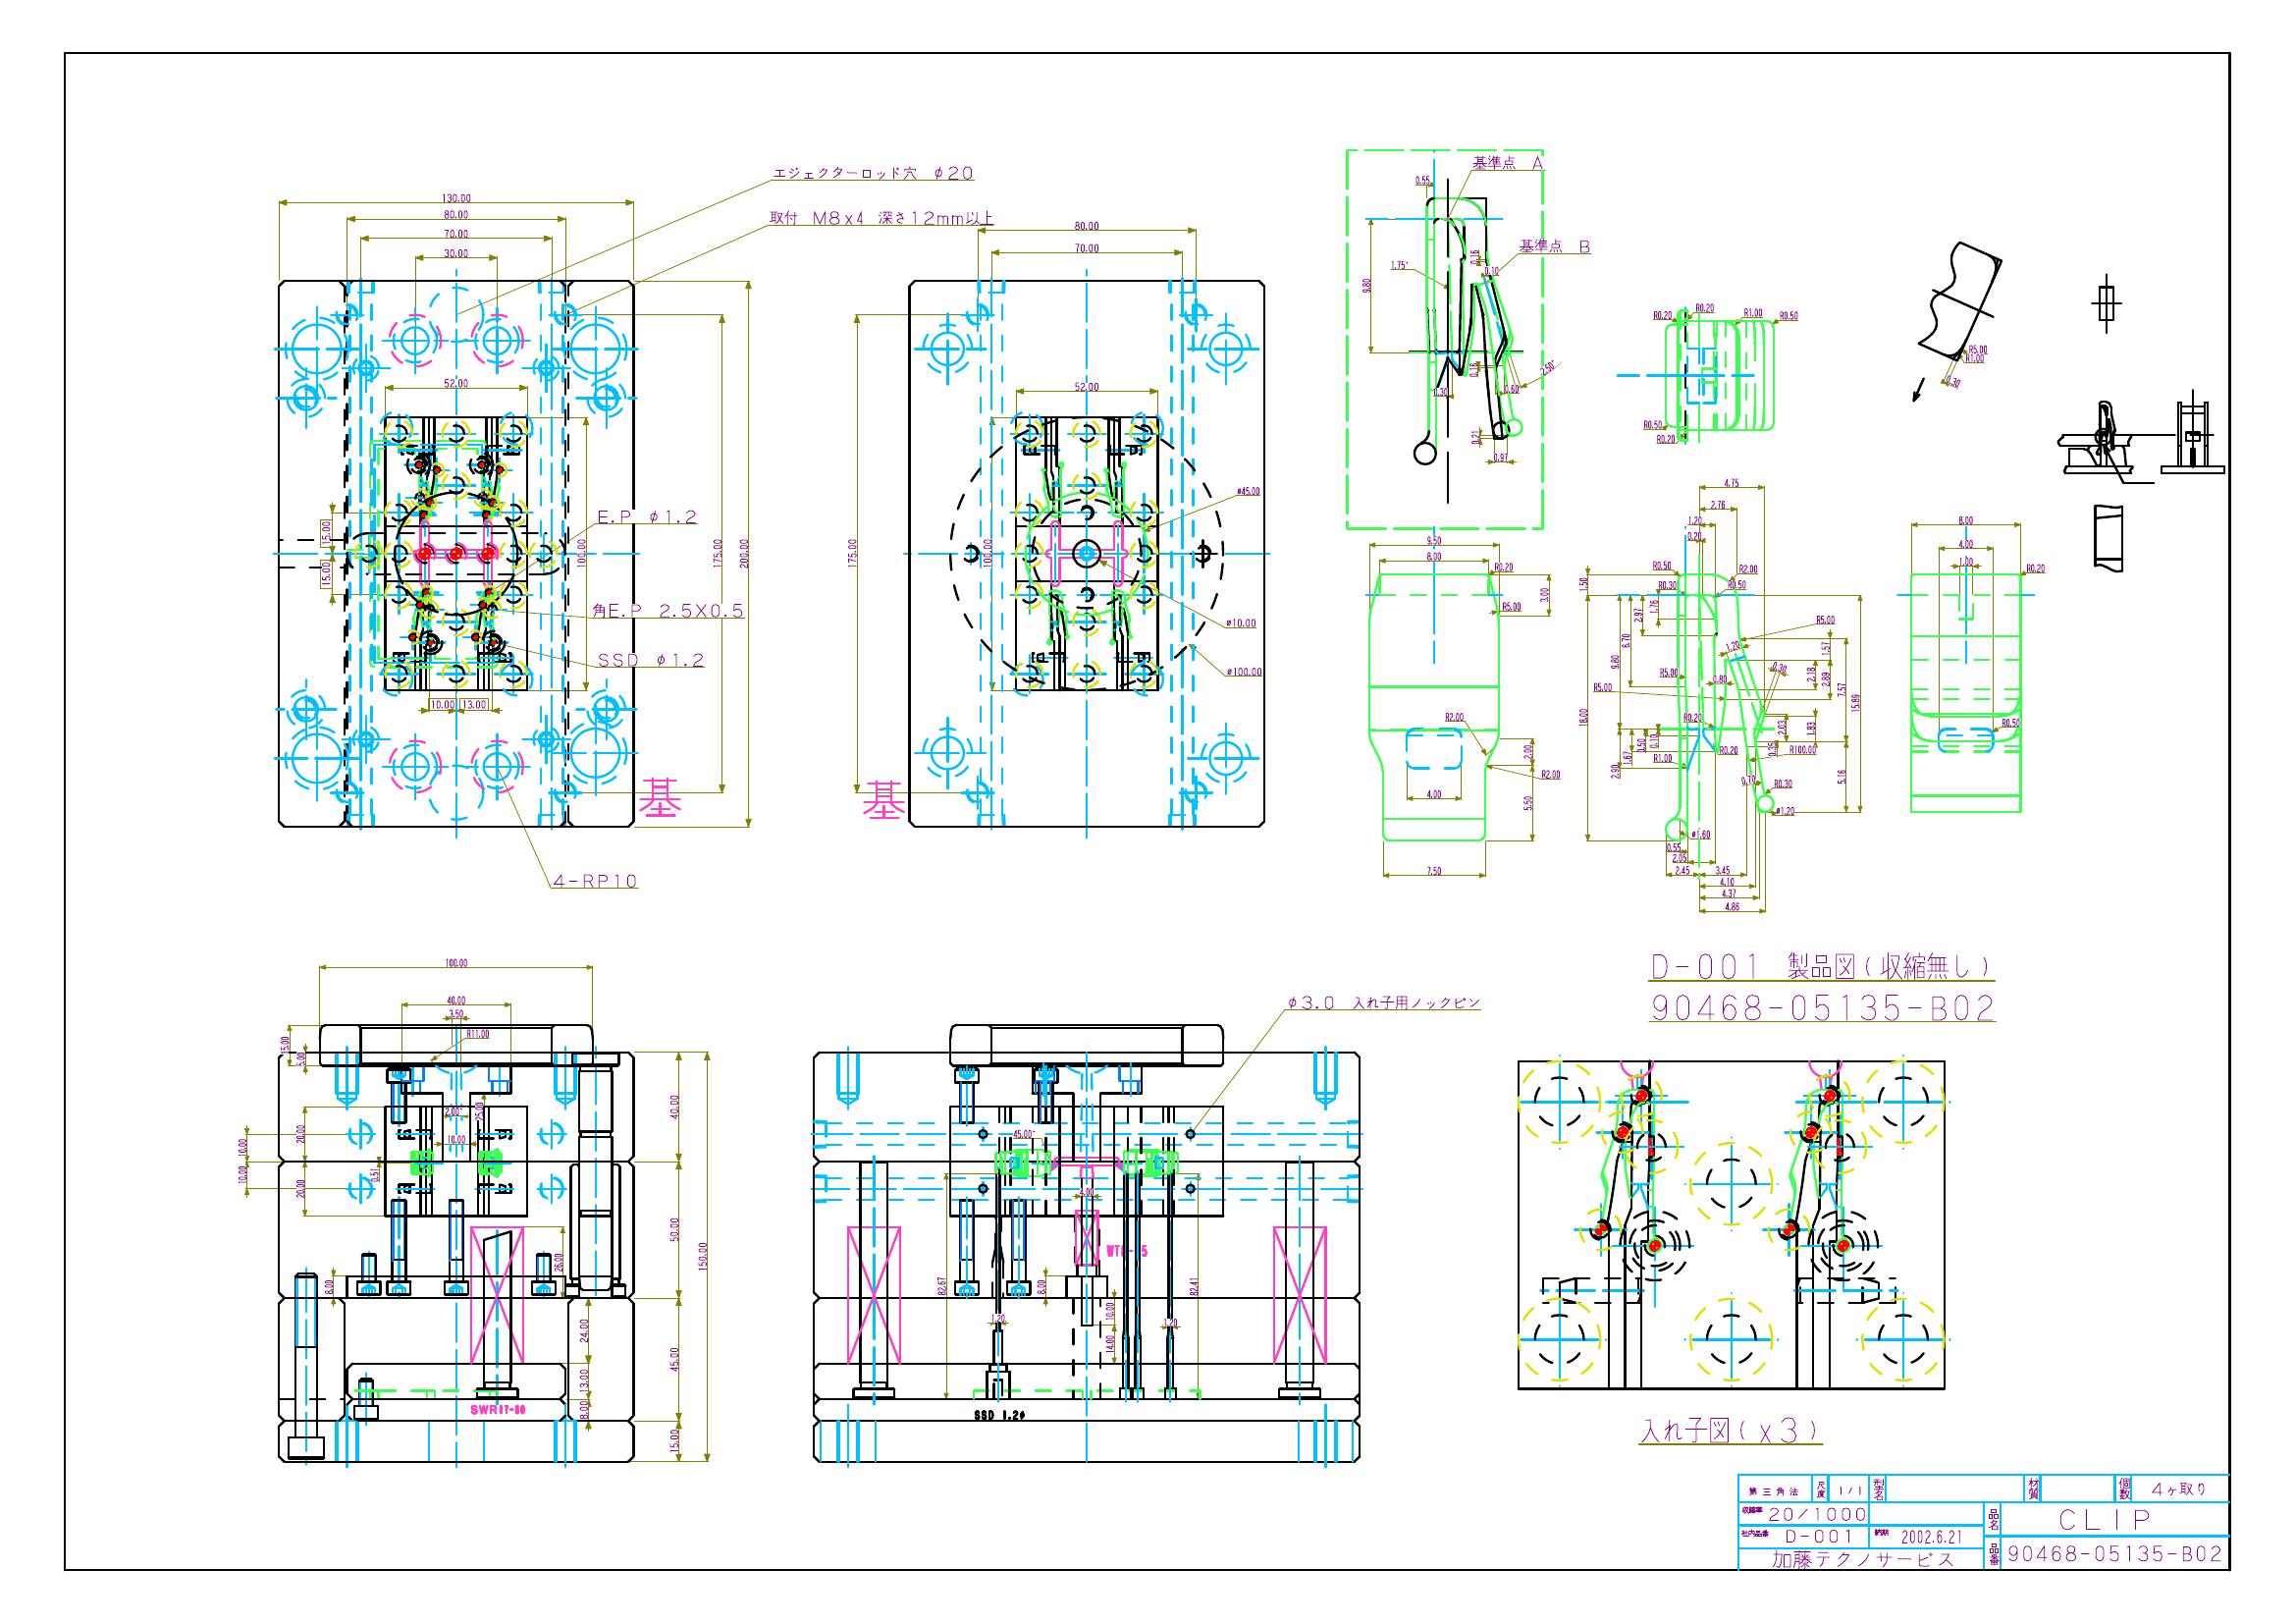 エジェクターロッド穴 φ20
取付 M8x4 深さ12mm以上
130.00
80.00
70.00
30.00
52.00
15.00
15.00
100.00
175.00
200.00
10.00
13.00
E.P φ1.2
角E.P 2.5X0.5
SSD φ1.2
4-RP10
基
80.00
70.00
52.00
175.00
100.00
ø45.00
ø10.00
ø100.00
基
基準点 A
基準点 B
0.55
9.80
1.75°
0.16
0.10
0.16
0.30
0.50
2.50°
0.21
0.97
R0.20
R0.20
R1.00
R0.50
R0.50
R0.20
R5.00
R1.00
0.30
9.50
8.00
R0.20
3.00
R5.00
R2.00
2.00
R2.00
4.00
5.50
7.50
4.75
2.76
1.20
0.20
R0.50
R2.00
R0.30
R0.50
1.50
1.76
2.97
6.70
9.80
18.00
R5.00
1.20
1.57
0.30
R5.00
R5.00
0.80
2.18
2.89
7.57
15.89
R0.20
2.03
1.83
0.10
0.50
1.67
2.90
R0.20
R1.00
0.35
R100.00
5.16
0.70
R0.30
ø1.20
ø1.60
0.55
2.05
2.45
3.45
4.10
4.37
4.86
8.00
4.00
1.00
R0.20
R0.50
D-001 製品図(収縮無し)
90468-05135-B02
100.00
40.00
3.50
R11.00
15.00
5.00
2.00°
25.00
10.00
20.00
20.00
10.00
10.00
0.51
40.00
50.00
150.00
26.00
8.00
24.00
45.00
13.00
8.00
15.00
SWR17-60
φ3.0 入れ子用ノックピン
45.00°
82.67
82.41
8.00
10.00
14.00
1.20
1.20
SSD 1.2φ
入れ子図(x3)
第三角法 尺度 1/1 型名 材質 個数 4ヶ取り
収縮率 20/1000 品名 CLIP
社内品番 D-001 納期 2002.6.21
加藤テクノサービス 品番 90468-05135-B02